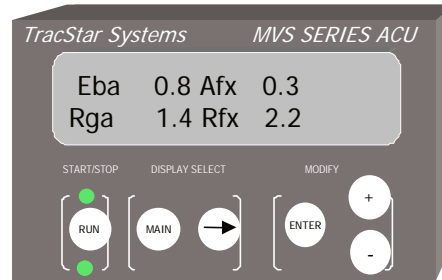 TracStar Systems MVS SERIES ACU
Eba 0.8 Afx 0.3
Rga 1.4 Rfx 2.2
START/STOP DISPLAY SELECT MODIFY
RUN MAIN ENTER +
-